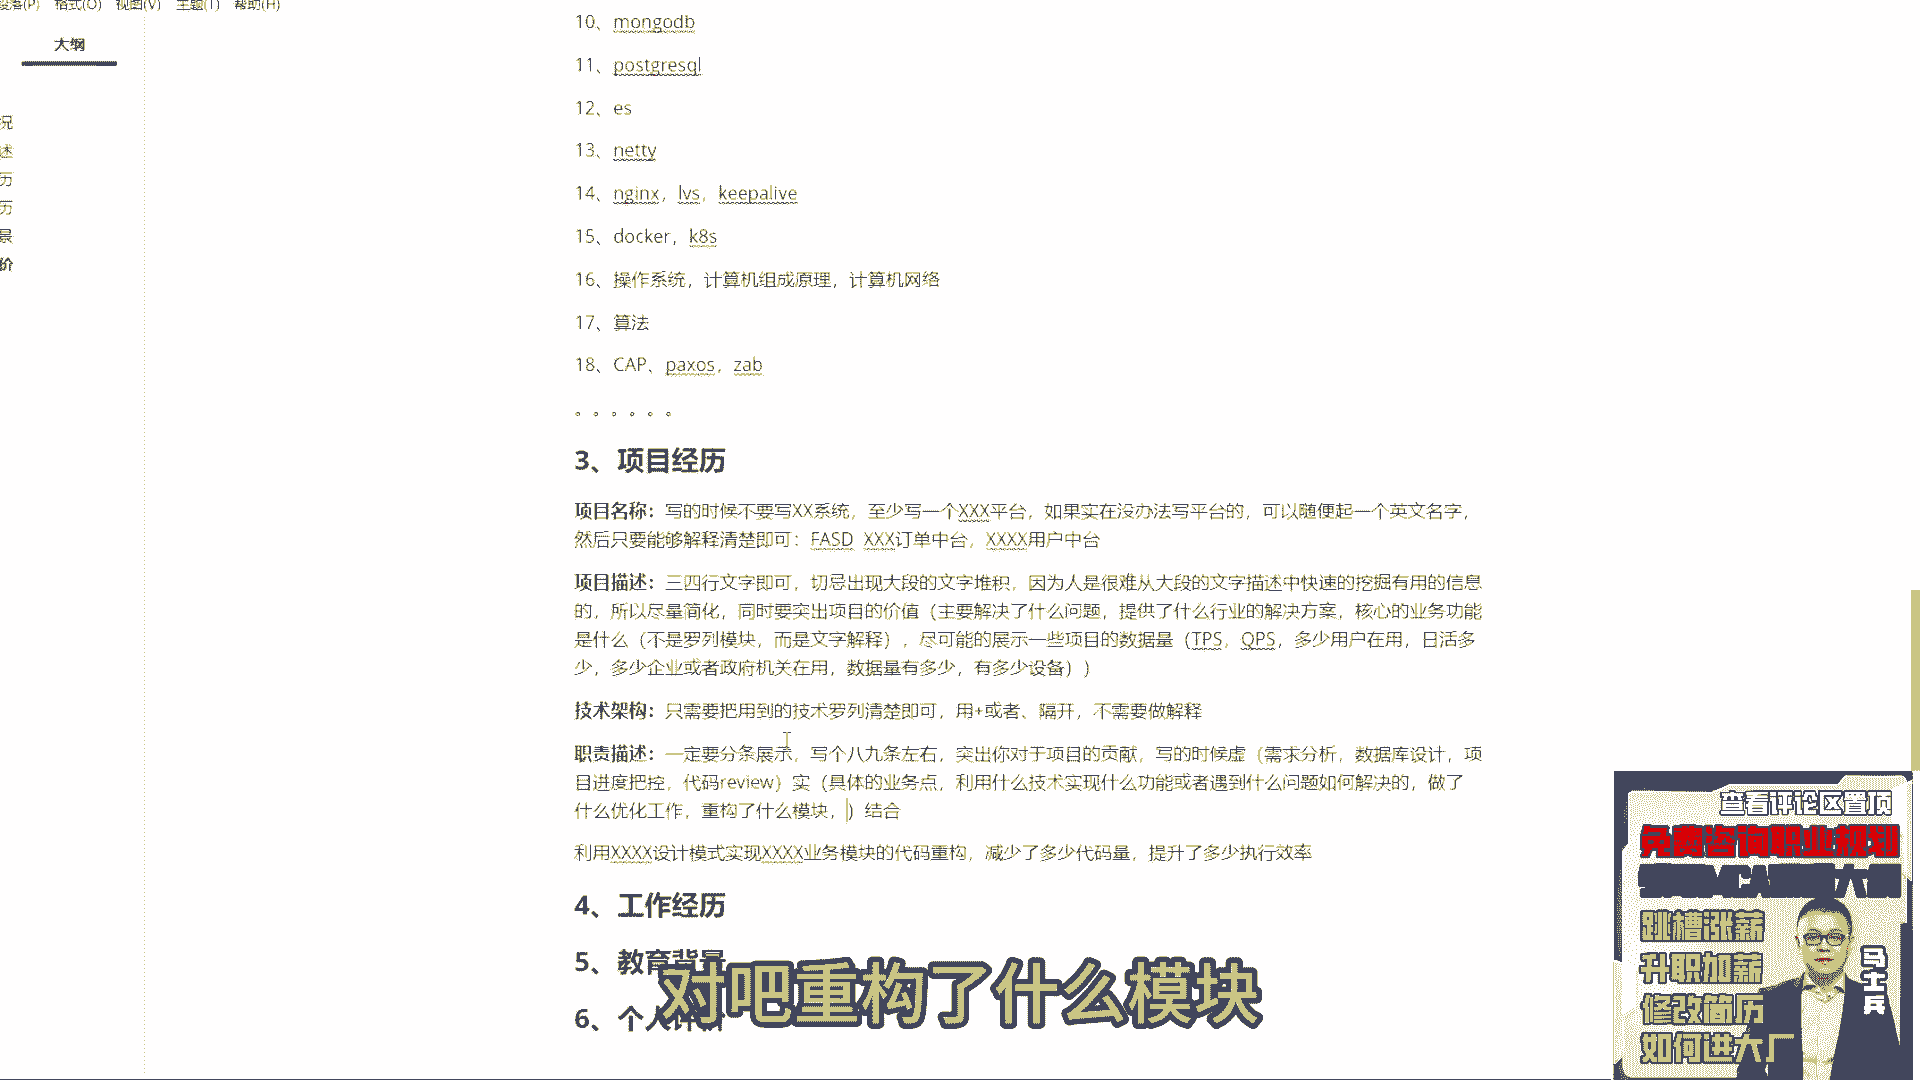 段落(P) 格式(O) 视图(V) 主题(T) 帮助(H)
大纲
况
述
历
历
景
价
10、mongodb
11、postgresql
12、es
13、netty
14、nginx，lvs，keepalive
15、docker，k8s
16、操作系统，计算机组成原理，计算机网络
17、算法
18、CAP、paxos，zab
。。。。。。
3、项目经历
项目名称：写的时候不要写XX系统，至少写一个XXX平台，如果实在没办法写平台的，可以随便起一个英文名字，
然后只要能够解释清楚即可：FASD XXX订单中台，XXXX用户中台
项目描述：三四行文字即可，切忌出现大段的文字堆积，因为人是很难从大段的文字描述中快速的挖掘有用的信息
的，所以尽量简化，同时要突出项目的价值（主要解决了什么问题，提供了什么行业的解决方案，核心的业务功能
是什么（不是罗列模块，而是文字解释），尽可能的展示一些项目的数据量（TPS，QPS，多少用户在用，日活多
少，多少企业或者政府机关在用，数据量有多少，有多少设备））
技术架构：只需要把用到的技术罗列清楚即可，用+或者、隔开，不需要做解释
职责描述：一定要分条展示，写个八九条左右，突出你对于项目的贡献，写的时候虚（需求分析，数据库设计，项
目进度把控，代码review）实（具体的业务点，利用什么技术实现什么功能或者遇到什么问题如何解决的，做了
什么优化工作，重构了什么模块，）结合
利用XXXX设计模式实现XXXX业务模块的代码重构，减少了多少代码量，提升了多少执行效率
4、工作经历
5、教育背景
6、个人评价
对吧重构了什么模块
查看评论区置顶
免费咨询职业规划
跳槽涨薪
升职加薪
修改简历
如何进大厂
马士兵